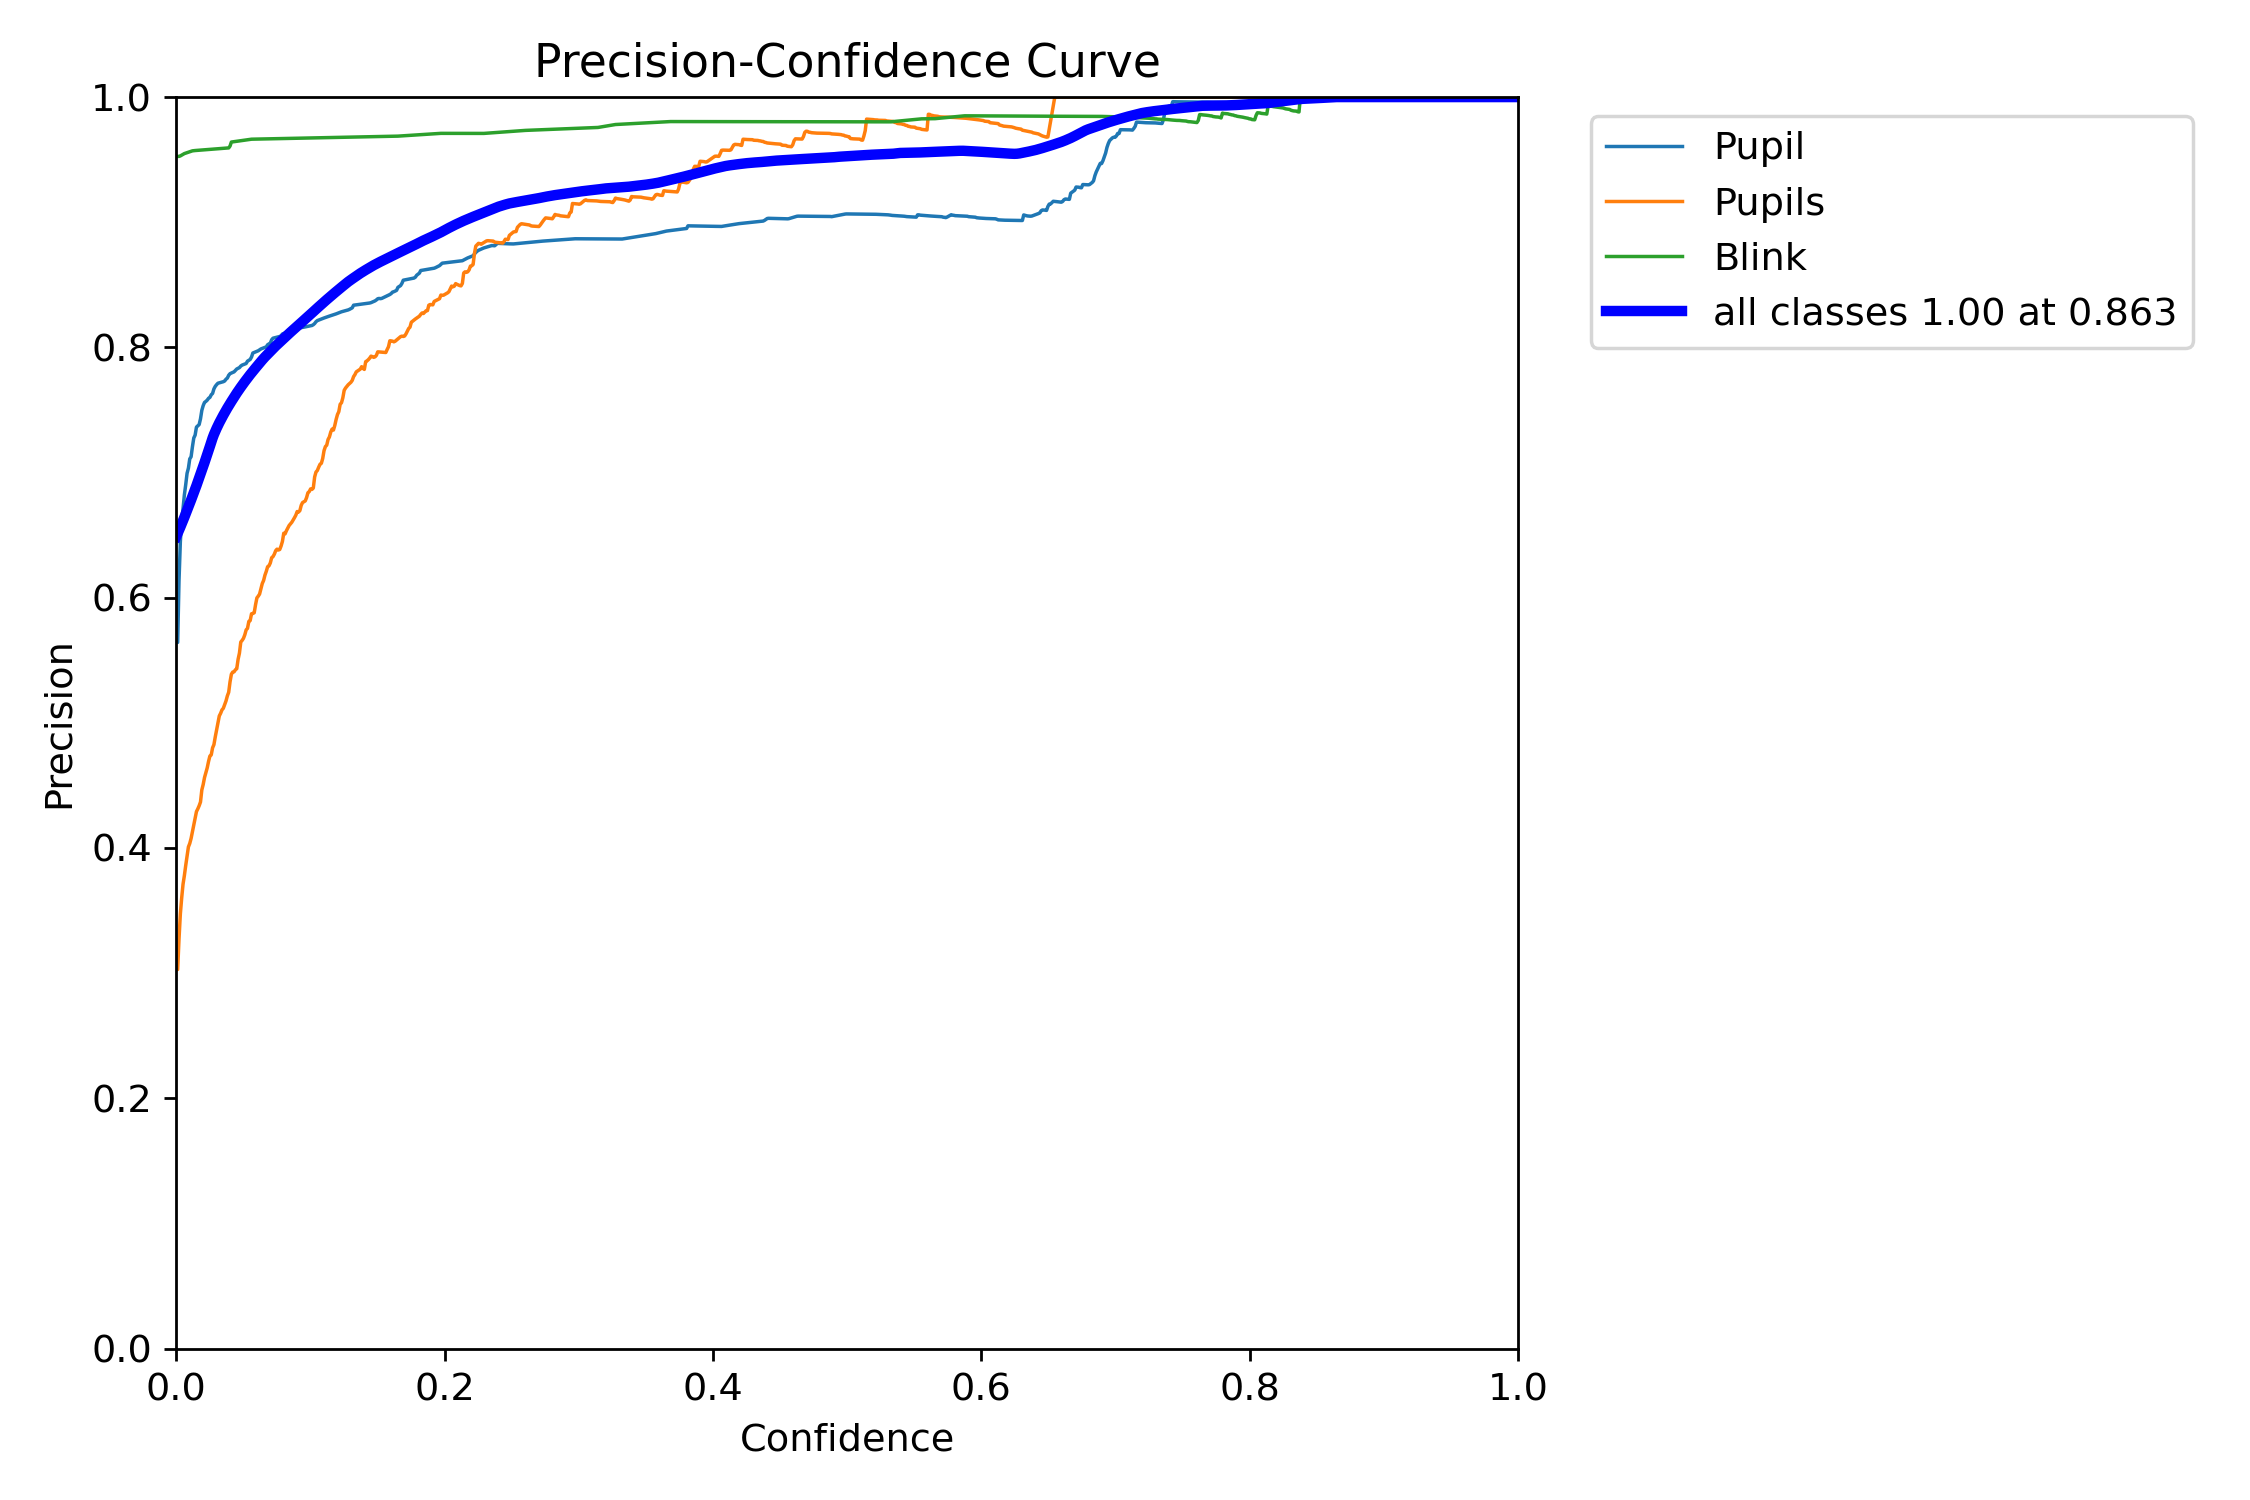 Precision-Confidence Curve
1.0
0.8
0.6
0.4
0.2
0.0
Precision
0.0 0.2 0.4 0.6 0.8 1.0
Confidence
Pupil
Pupils
Blink
all classes 1.00 at 0.863